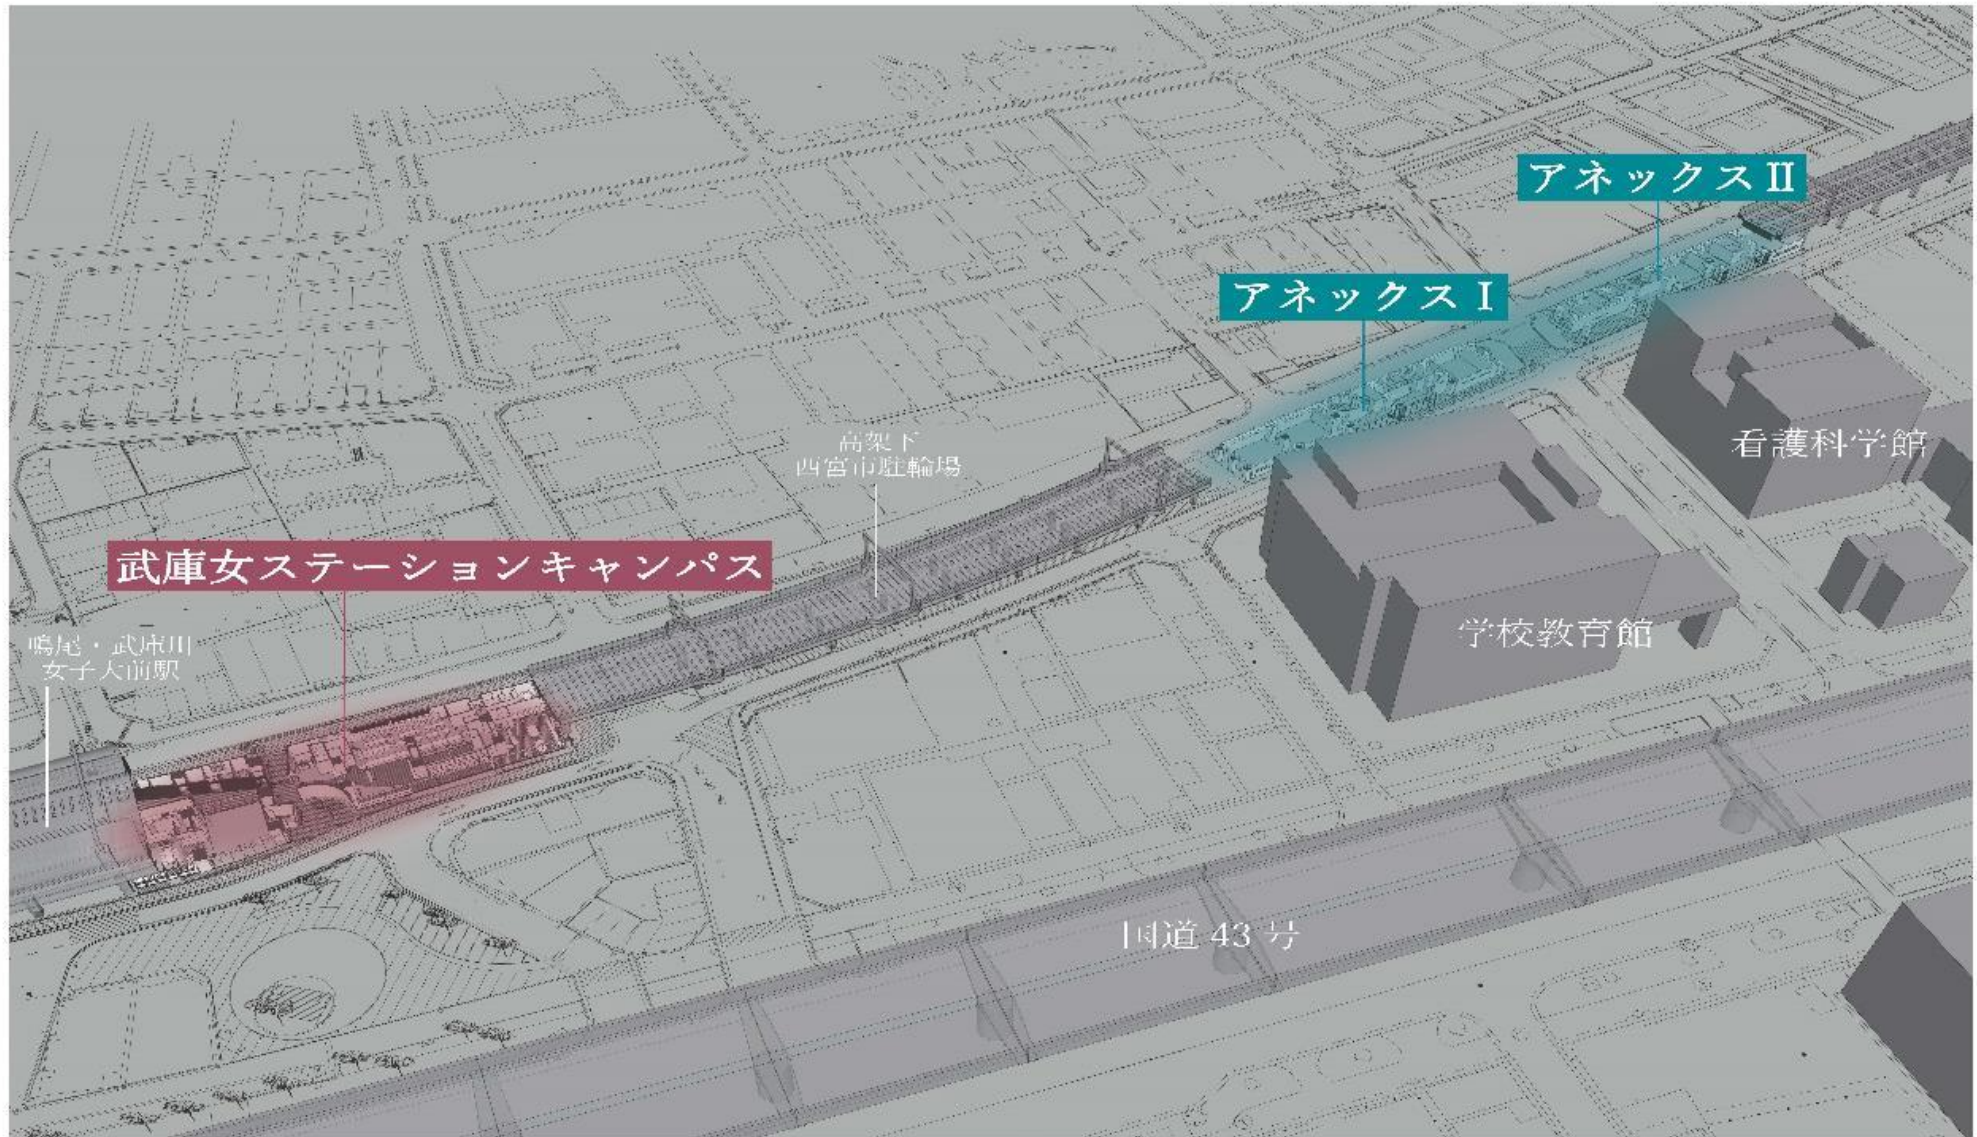 アネックスⅡ
アネックスⅠ
看護科学館
高架下
西宮市駐輪場
武庫女ステーションキャンパス
学校教育館
鳴尾・武庫川
女子大前駅
国道 43 号